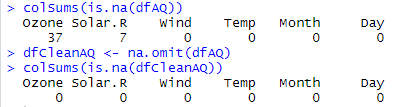 > colSums(is.na(dfAQ))
Ozone Solar.R Wind Temp Month Day
37 7 0 0 0 0
> dfCleanAQ <- na.omit(dfAQ)
> colSums(is.na(dfCleanAQ))
Ozone Solar.R Wind Temp Month Day
0 0 0 0 0 0